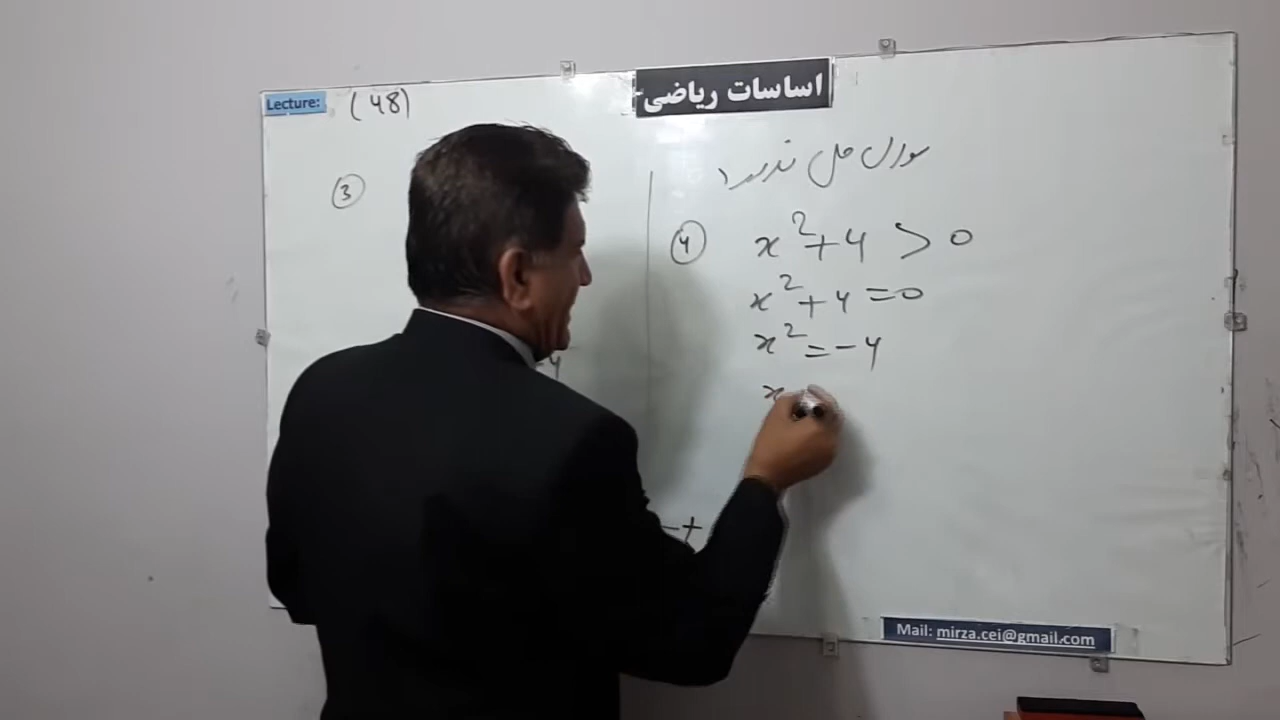 اساسات ریاضی
Lecture: (48)
③
سوال حل ندارد
④ x²+4 > 0
x²+4=0
x²=-4
x
-4
-+
Mail: mirza.cei@gmail.com